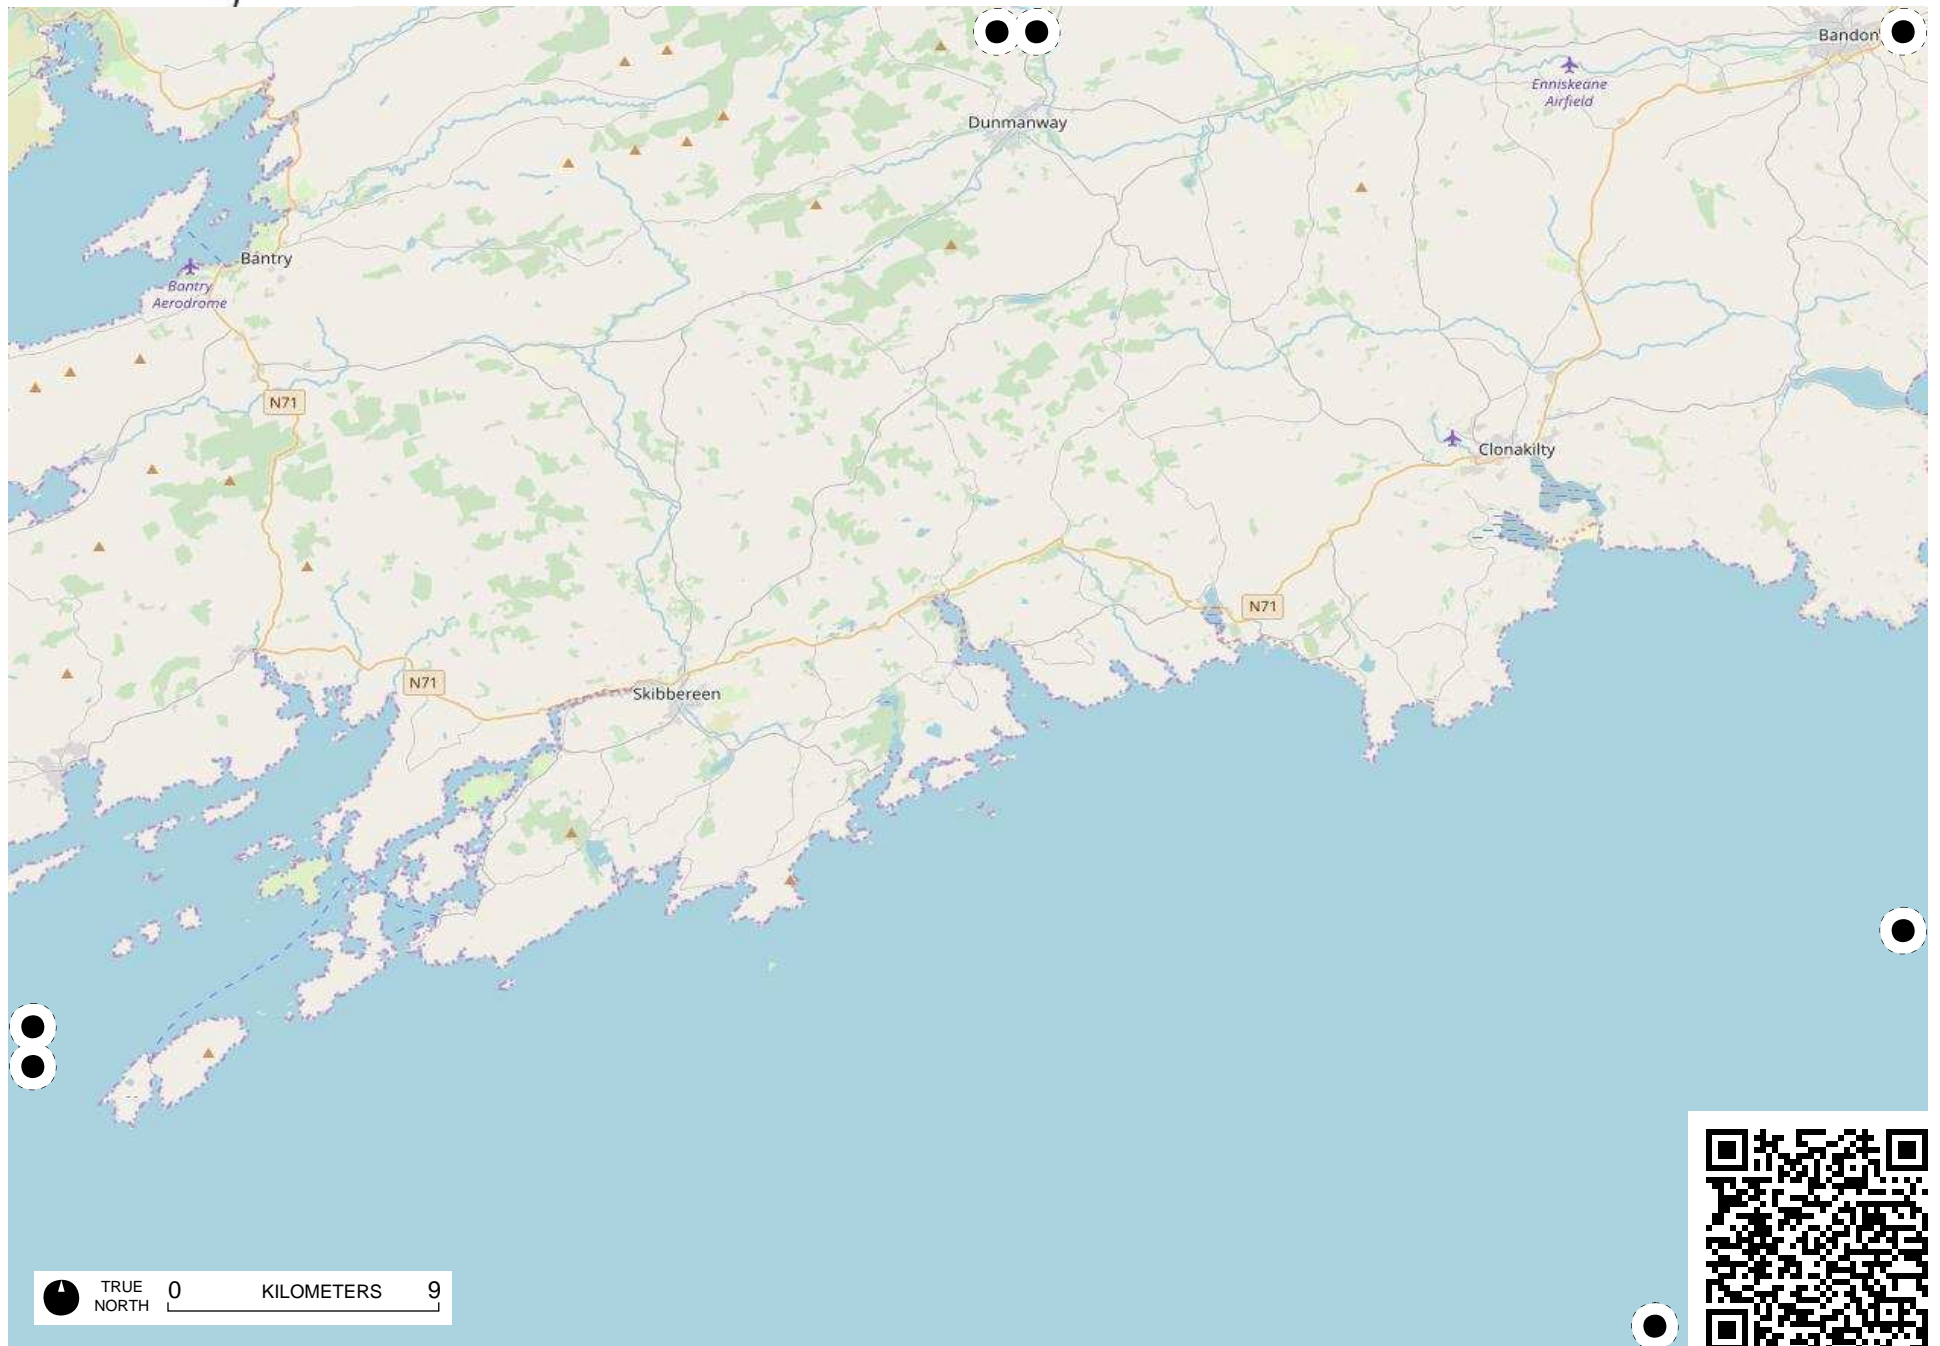 Bandon
Enniskeane
Airfield
Dunmanway
Bantry
Bantry
Aerodrome
N71
Clonakilty
N71
N71
Skibbereen
TRUE
NORTH
0 KILOMETERS 9